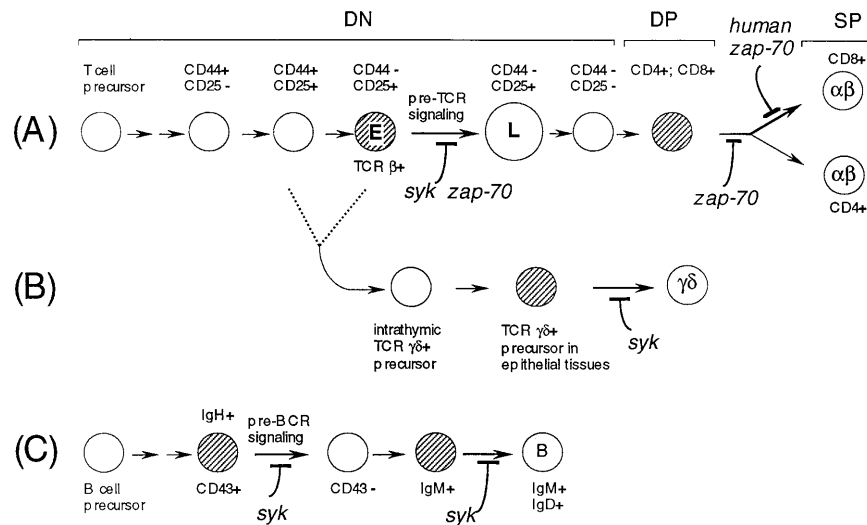 DN
DP
SP
human
zap-70
T cell
precursor
CD44+
CD25 -
CD44+
CD25+
CD44 -
CD25+
CD44 -
CD25+
CD44 -
CD25 -
CD4+; CD8+
CD8+
pre-TCR
signaling
(A)
E
L
αβ
TCR β+
syk zap-70
zap-70
αβ
CD4+
(B)
γδ
intrathymic
TCR γδ+
precursor
TCR γδ+
precursor in
epithelial tissues
syk
IgH+
pre-BCR
signaling
(C)
B
B cell
precursor
CD43+
CD43 -
IgM+
IgM+
IgD+
syk
syk